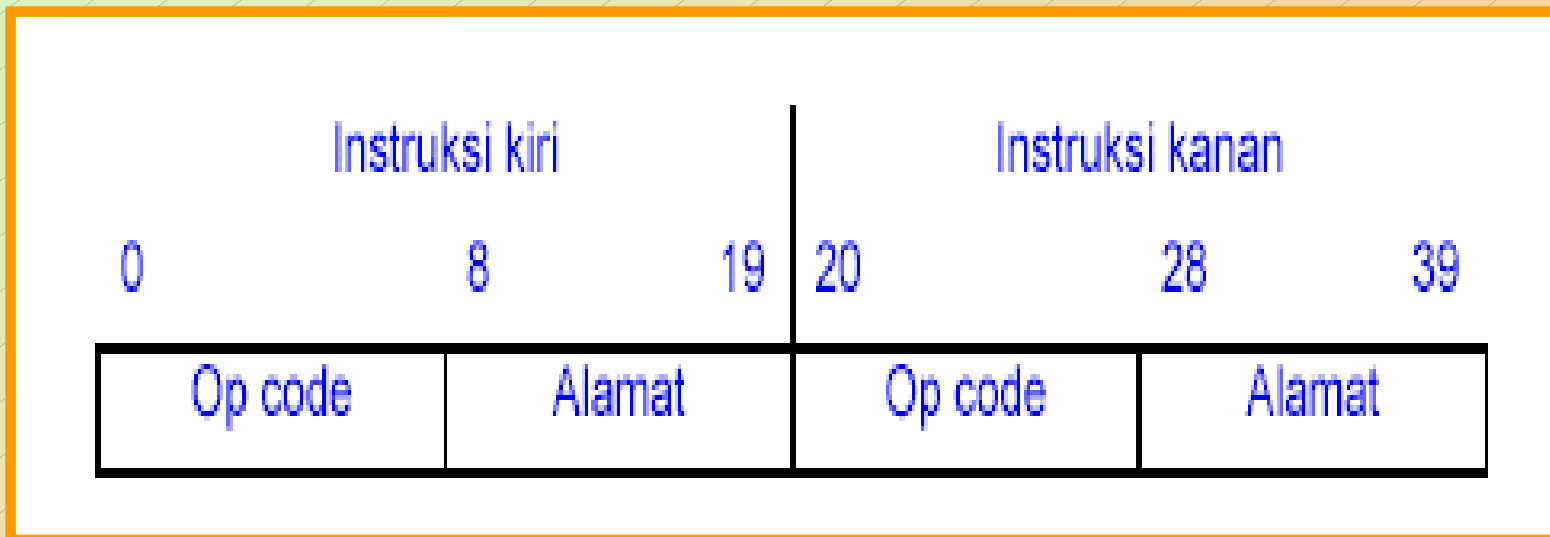 Instruksi kiri Instruksi kanan
0 8 19 20 28 39
Op code Alamat Op code Alamat